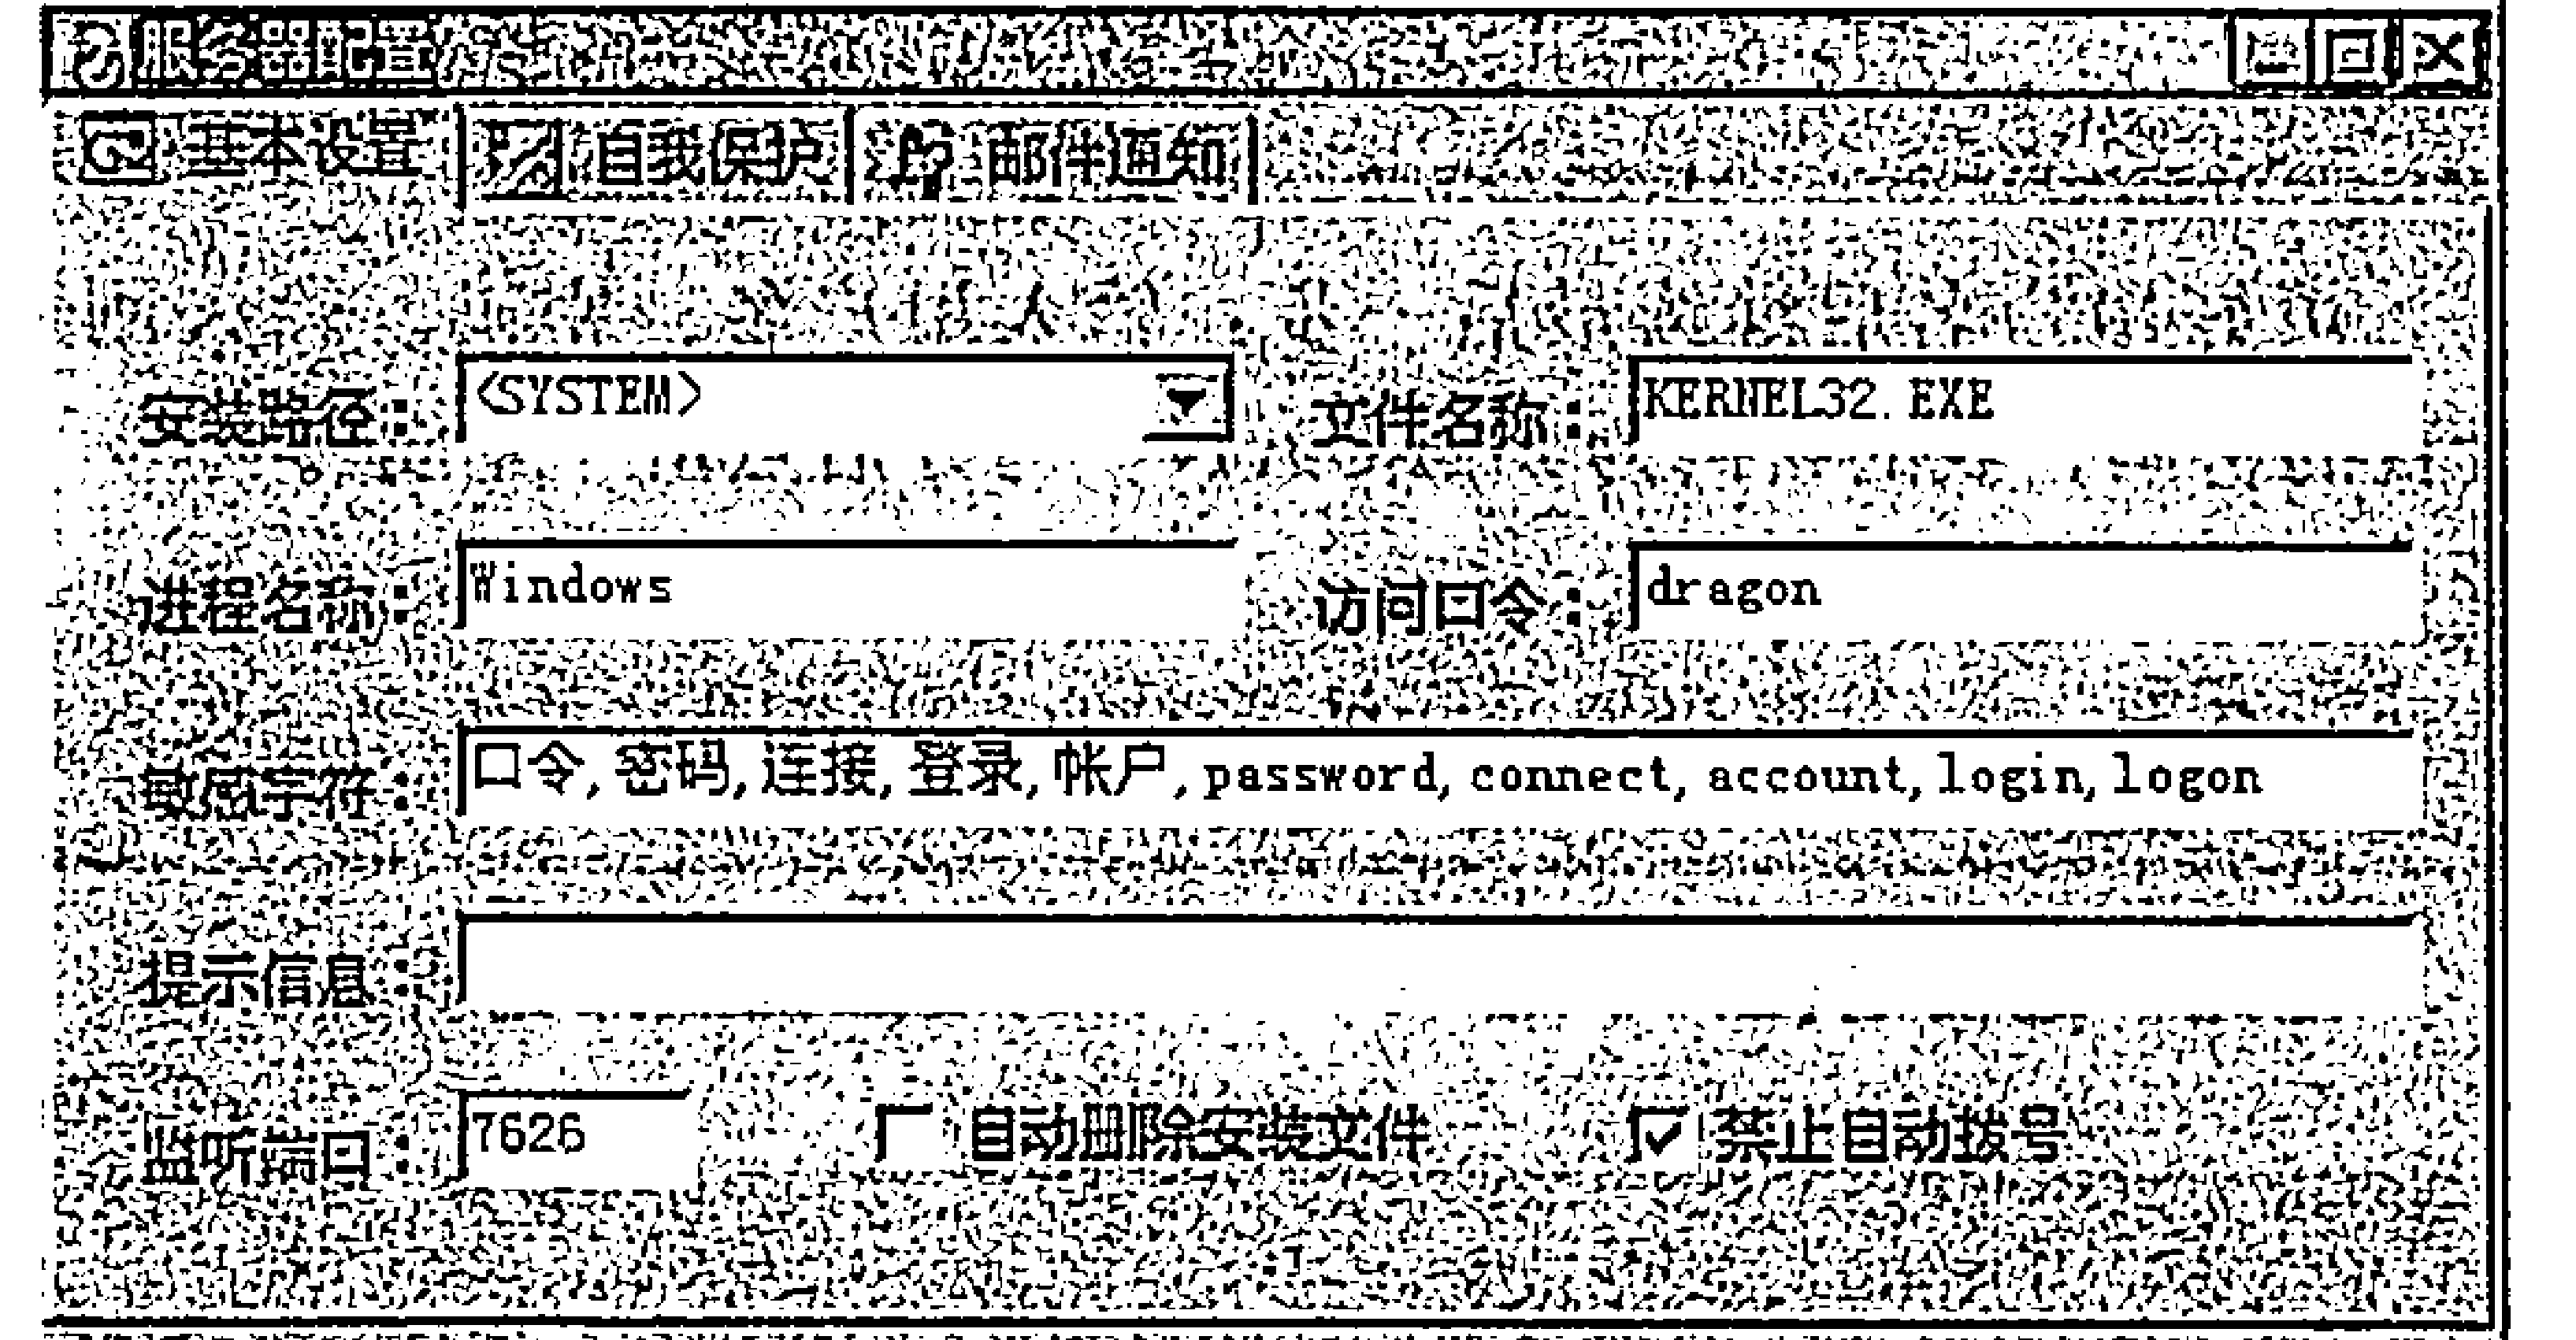 服务器配置
基本设置 自我保护 邮件通知
安装路径： <SYSTEM> 文件名称： KERNEL32.EXE
进程名称： Windows 访问口令： dragon
敏感字符： 口令,密码,连接,登录,帐户,password,connect,account,login,logon
提示信息：
监听端口： 7626 自动删除安装文件 禁止自动拨号